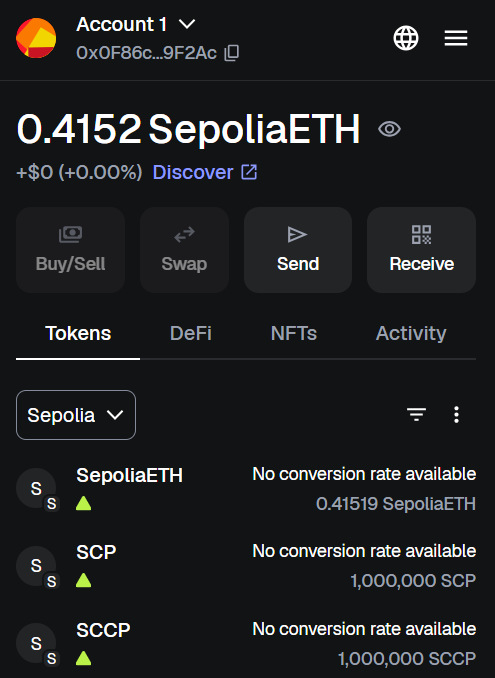 Account 1
0x0F86c...9F2Ac
0.4152 SepoliaETH
+$0 (+0.00%) Discover
Buy/Sell Swap Send Receive
Tokens DeFi NFTs Activity
Sepolia
SepoliaETH No conversion rate available
S S 0.41519 SepoliaETH
SCP No conversion rate available
S S 1,000,000 SCP
SCCP No conversion rate available
S S 1,000,000 SCCP